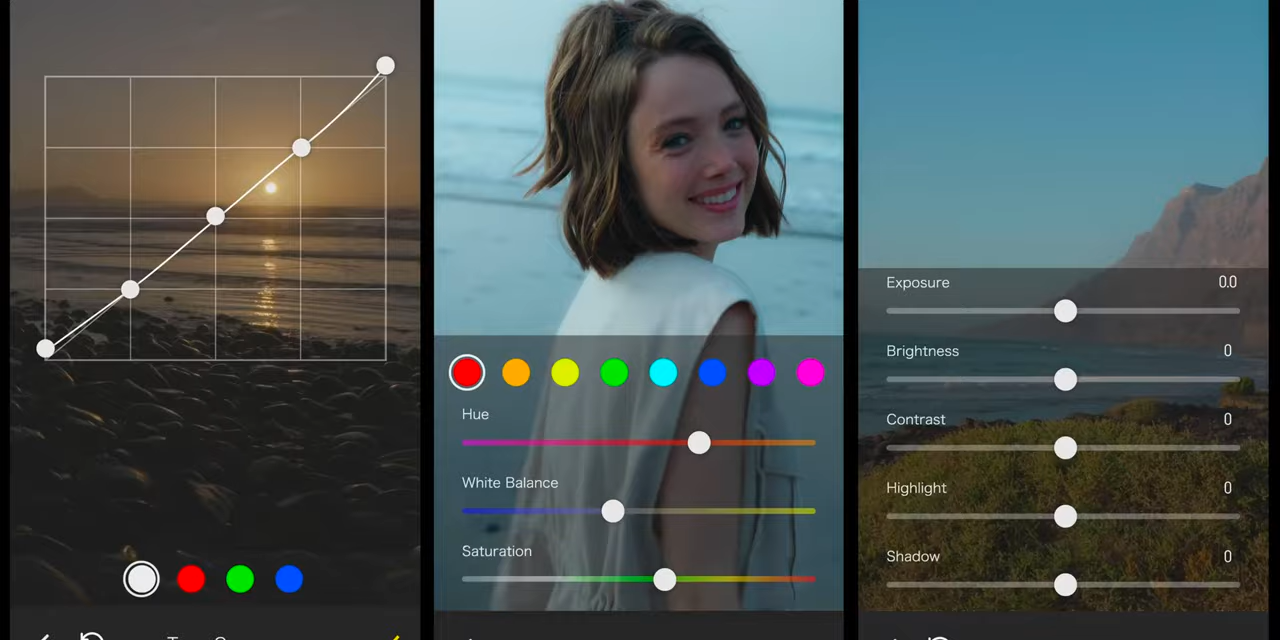 Hue
White Balance
Saturation
Exposure 0.0
Brightness 0
Contrast 0
Highlight 0
Shadow 0